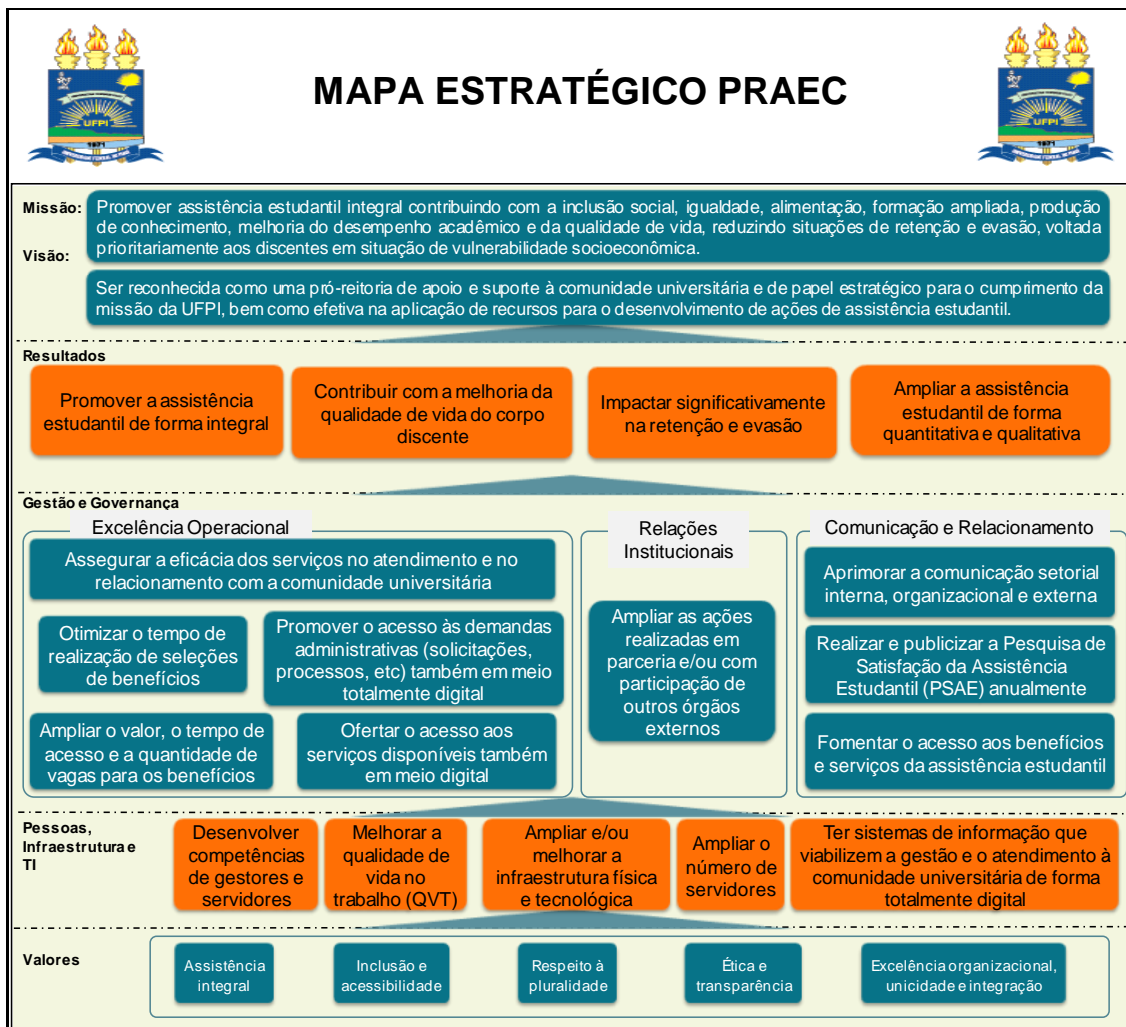 UFPI
1971
UFPI
1971
MAPA ESTRATÉGICO PRAEC
Missão:
Promover assistência estudantil integral contribuindo com a inclusão social, igualdade, alimentação, formação ampliada, produção
de conhecimento, melhoria do desempenho acadêmico e da qualidade de vida, reduzindo situações de retenção e evasão, voltada
prioritariamente aos discentes em situação de vulnerabilidade socioeconômica.
Visão:
Ser reconhecida como uma pró-reitoria de apoio e suporte à comunidade universitária e de papel estratégico para o cumprimento da
missão da UFPI, bem como efetiva na aplicação de recursos para o desenvolvimento de ações de assistência estudantil.
Resultados
Promover a assistência
estudantil de forma integral
Contribuir com a melhoria da
qualidade de vida do corpo
discente
Impactar significativamente
na retenção e evasão
Ampliar a assistência
estudantil de forma
quantitativa e qualitativa
Gestão e Governança
Excelência Operacional
Assegurar a eficácia dos serviços no atendimento e no
relacionamento com a comunidade universitária
Otimizar o tempo de
realização de seleções
de benefícios
Promover o acesso às demandas
administrativas (solicitações,
processos, etc) também em meio
totalmente digital
Ampliar o valor, o tempo de
acesso e a quantidade de
vagas para os benefícios
Ofertar o acesso aos
serviços disponíveis também
em meio digital
Relações
Institucionais
Ampliar as ações
realizadas em
parceria e/ou com
participação de
outros órgãos
externos
Comunicação e Relacionamento
Aprimorar a comunicação setorial
interna, organizacional e externa
Realizar e publicizar a Pesquisa de
Satisfação da Assistência
Estudantil (PSAE) anualmente
Fomentar o acesso aos benefícios
e serviços da assistência estudantil
Pessoas,
Infraestrutura e
TI
Desenvolver
competências
de gestores e
servidores
Melhorar a
qualidade de
vida no
trabalho (QVT)
Ampliar e/ou
melhorar a
infraestrutura física
e tecnológica
Ampliar o
número de
servidores
Ter sistemas de informação que
viabilizem a gestão e o atendimento à
comunidade universitária de forma
totalmente digital
Valores
Assistência
integral
Inclusão e
acessibilidade
Respeito à
pluralidade
Ética e
transparência
Excelência organizacional,
unicidade e integração